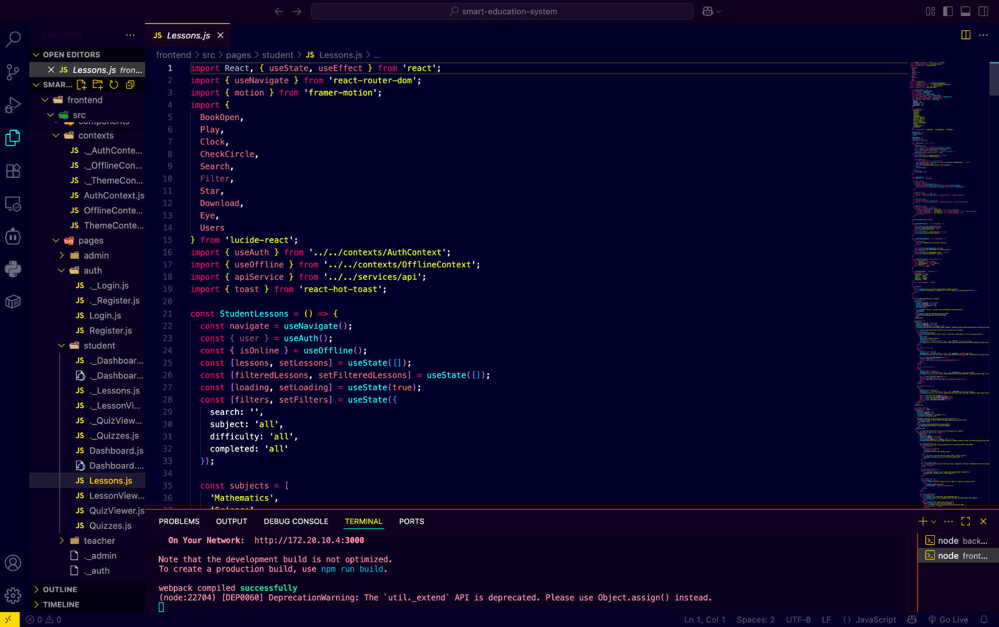 smart-education-system
EXPLORER
OPEN EDITORS
JS Lessons.js fron...
SMAR...
frontend
src
components
contexts
JS ._AuthConte...
JS ._OfflineCon...
JS ._ThemeCon...
JS AuthContext.js
JS OfflineConte...
JS ThemeConte...
pages
admin
auth
JS ._Login.js
JS ._Register.js
JS Login.js
JS Register.js
student
JS ._Dashboar...
._Dashboar...
JS ._Lessons.js
JS ._LessonVi...
JS ._QuizView...
JS ._Quizzes.js
JS Dashboard.js
Dashboard....
JS Lessons.js
JS LessonView...
JS QuizViewer.js
JS Quizzes.js
teacher
._admin
._auth
OUTLINE
TIMELINE
JS Lessons.js
frontend > src > pages > student > JS Lessons.js > ...
1 import React, { useState, useEffect } from 'react';
2 import { useNavigate } from 'react-router-dom';
3 import { motion } from 'framer-motion';
4 import {
5 BookOpen,
6 Play,
7 Clock,
8 CheckCircle,
9 Search,
10 Filter,
11 Star,
12 Download,
13 Eye,
14 Users
15 } from 'lucide-react';
16 import { useAuth } from '../../contexts/AuthContext';
17 import { useOffline } from '../../contexts/OfflineContext';
18 import { apiService } from '../../services/api';
19 import { toast } from 'react-hot-toast';
20
21 const StudentLessons = () => {
22 const navigate = useNavigate();
23 const { user } = useAuth();
24 const { isOnline } = useOffline();
25 const [lessons, setLessons] = useState([]);
26 const [filteredLessons, setFilteredLessons] = useState([]);
27 const [loading, setLoading] = useState(true);
28 const [filters, setFilters] = useState({
29 search: '',
30 subject: 'all',
31 difficulty: 'all',
32 completed: 'all'
33 });
34
35 const subjects = [
36 'Mathematics',
37 'Science'
PROBLEMS OUTPUT DEBUG CONSOLE TERMINAL PORTS
On Your Network: http://172.20.10.4:3000
Note that the development build is not optimized.
To create a production build, use npm run build.
webpack compiled successfully
(node:22704) [DEP0060] DeprecationWarning: The `util._extend` API is deprecated. Please use Object.assign() instead.
node back...
node front...
0 0
Ln 1, Col 1 Spaces: 2 UTF-8 LF {} JavaScript Go Live